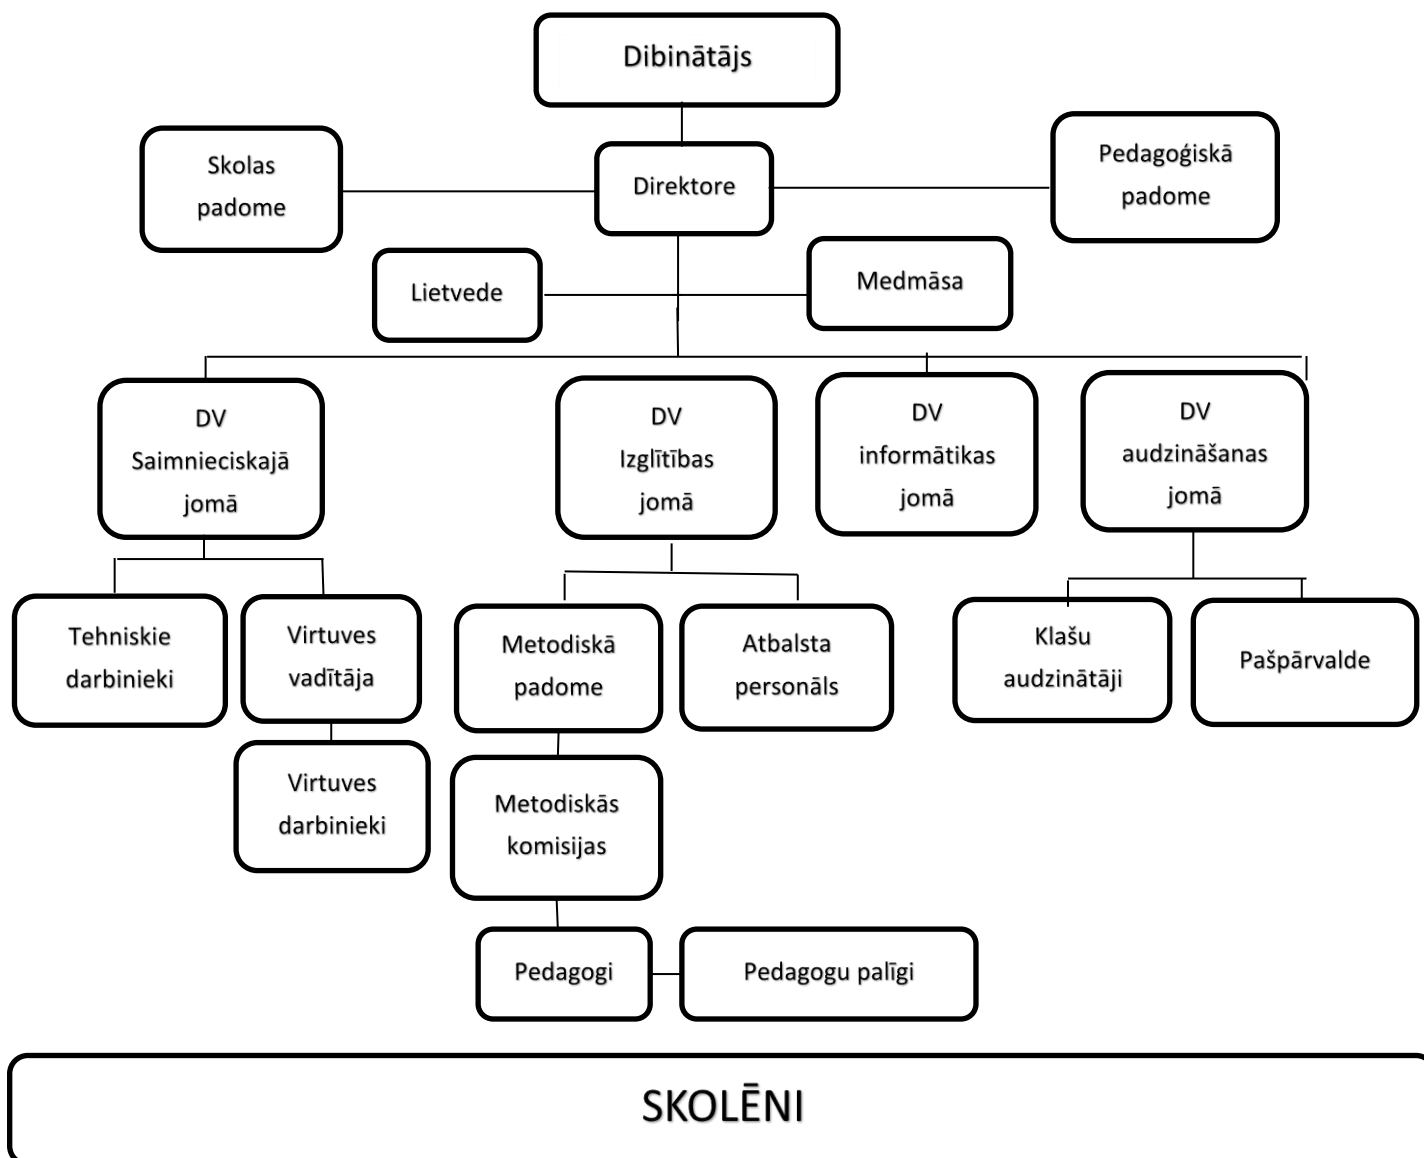 Dibinātājs
Skolas
padome
Direktore
Pedagoģiskā
padome
Lietvede
Medmāsa
DV
Saimnieciskajā
jomā
DV
Izglītības
jomā
DV
informātikas
jomā
DV
audzināšanas
jomā
Tehniskie
darbinieki
Virtuves
vadītāja
Metodiskā
padome
Atbalsta
personāls
Klašu
audzinātāji
Pašpārvalde
Virtuves
darbinieki
Metodiskās
komisijas
Pedagogi
Pedagogu palīgi
SKOLĒNI